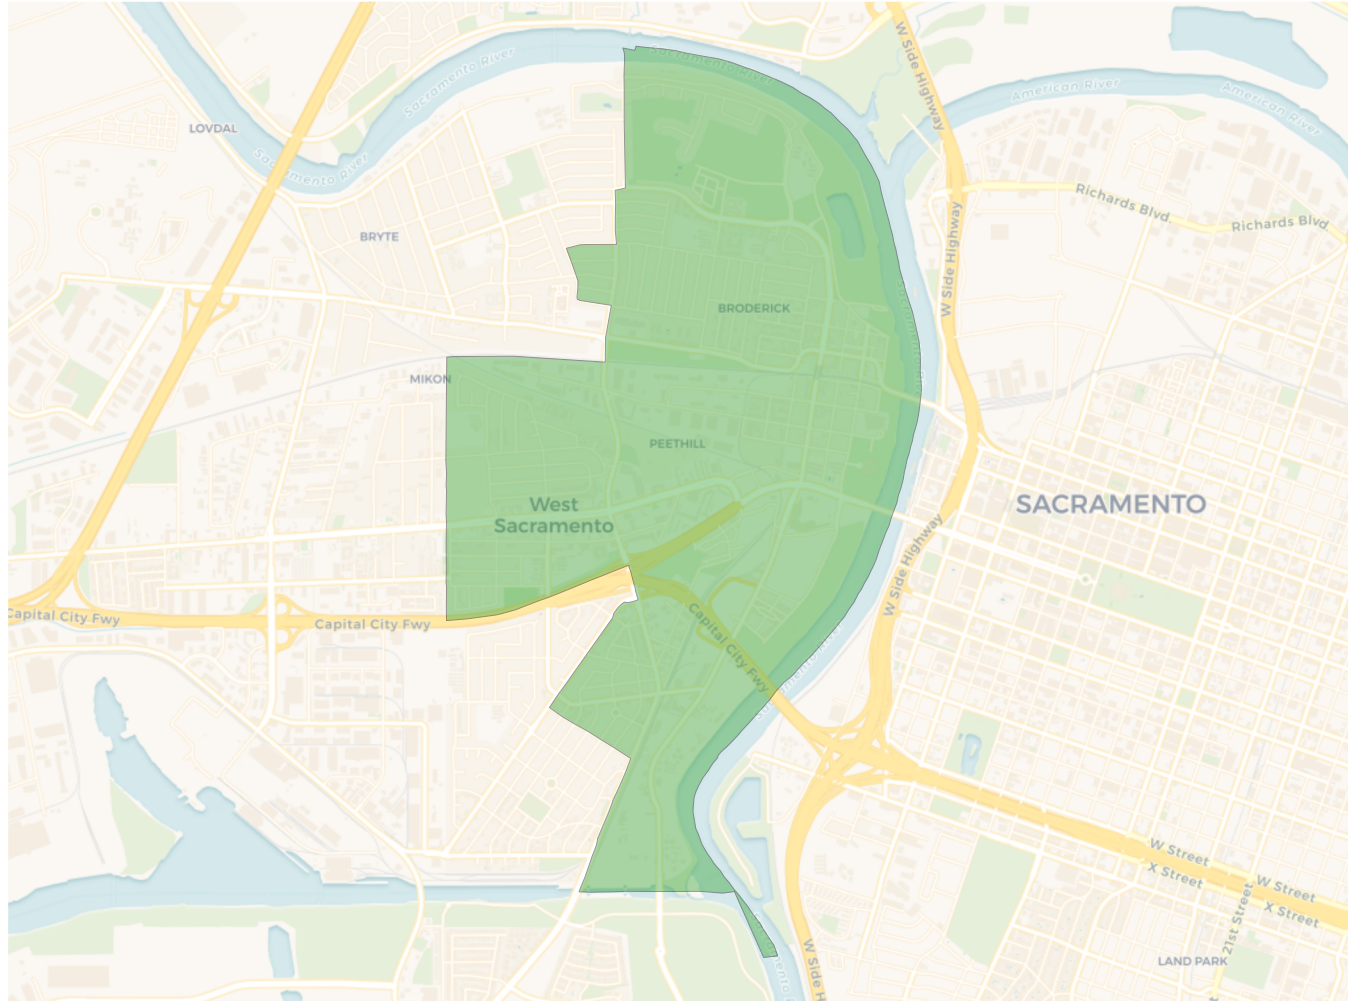 Sacramento River
W Side Highway
Sacramento River
American River
American River
LOVDAL
Sacramento River
Richards Blvd
Richards Blvd
BRYTE
W Side Highway
BRODERICK
MIKON
PEETHILL
West
Sacramento
SACRAMENTO
W Side Highway
Capital City Fwy
Capital City Fwy
Capital City Fwy
W Street
X Street
W Street
X Street
21st Street
LAND PARK